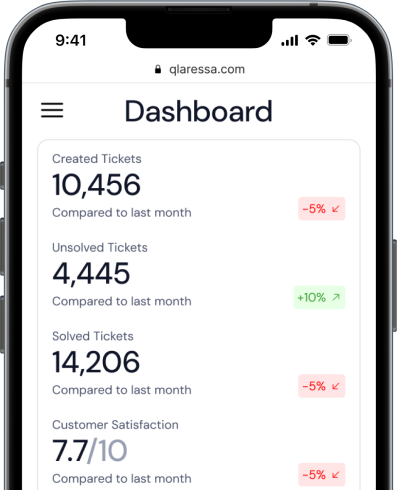 9:41
qlaressa.com
Dashboard
Created Tickets
10,456
Compared to last month
-5%
Unsolved Tickets
4,445
Compared to last month
+10%
Solved Tickets
14,206
Compared to last month
-5%
Customer Satisfaction
7.7/10
Compared to last month
-5%